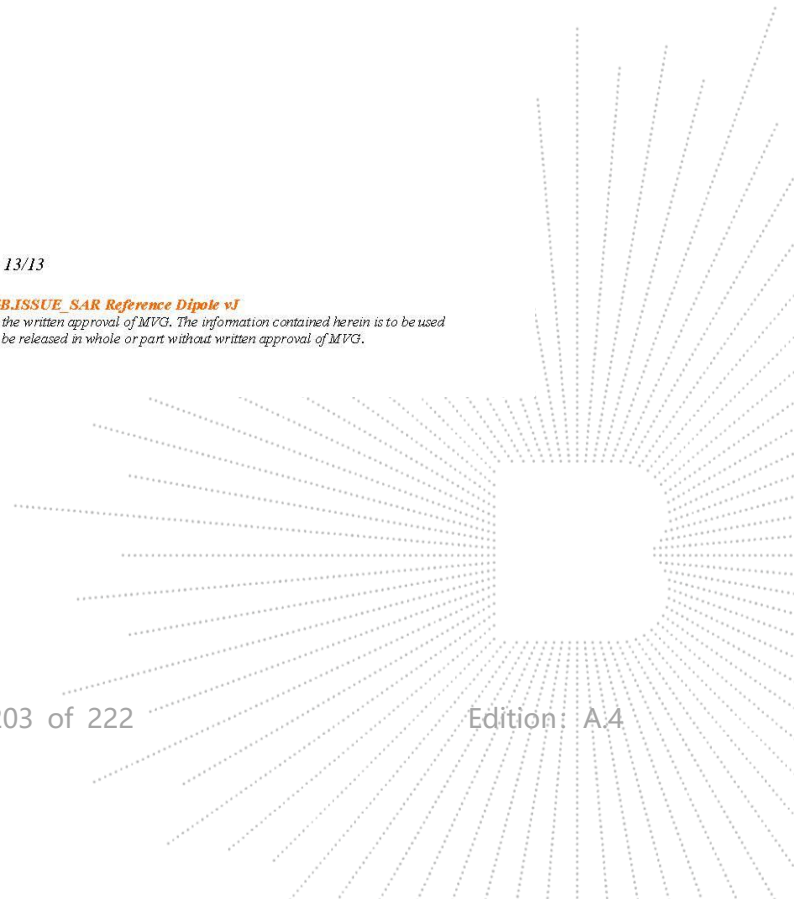 13/13
B.ISSUE_SAR Reference Dipole vJ
the written approval of MVG. The information contained herein is to be used
be released in whole or part without written approval of MVG.
203 of 222
Edition: A.4